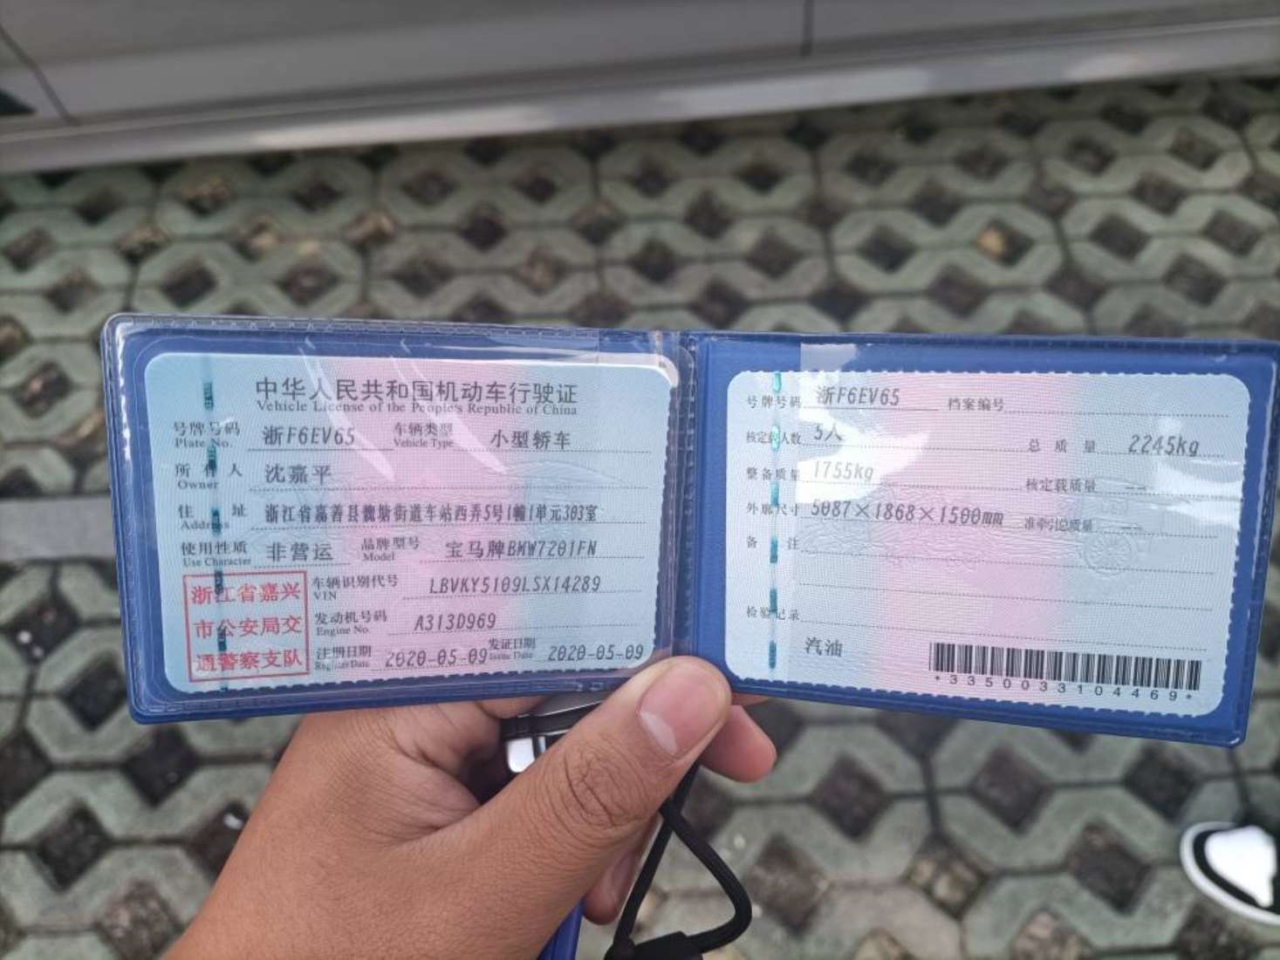 中华人民共和国机动车行驶证
Vehicle License of the People's Republic of China
号牌号码 浙F6EV65 车辆类型 小型轿车
Plate No. Vehicle Type
所有人 沈嘉平
Owner
住址 浙江省嘉善县魏塘街道车站西弄5号1幢1单元303室
Address
使用性质 非营运 品牌型号 宝马牌BMW7201FN
Use Character Model
车辆识别代号 LBVKY5109LSX14289
VIN
发动机号码 A313D969
Engine No.
注册日期 2020-05-09 发证日期 2020-05-09
Register Date Issue Date
浙江省嘉兴
市公安局交
通警察支队
号牌号码 浙F6EV65 档案编号
核定载人数 5人 总质量 2245kg
整备质量 1755kg 核定载质量 --
外廓尺寸 5087×1868×1500mm 准牵引总质量 --
备注
检验记录
汽油
*3350033104469*